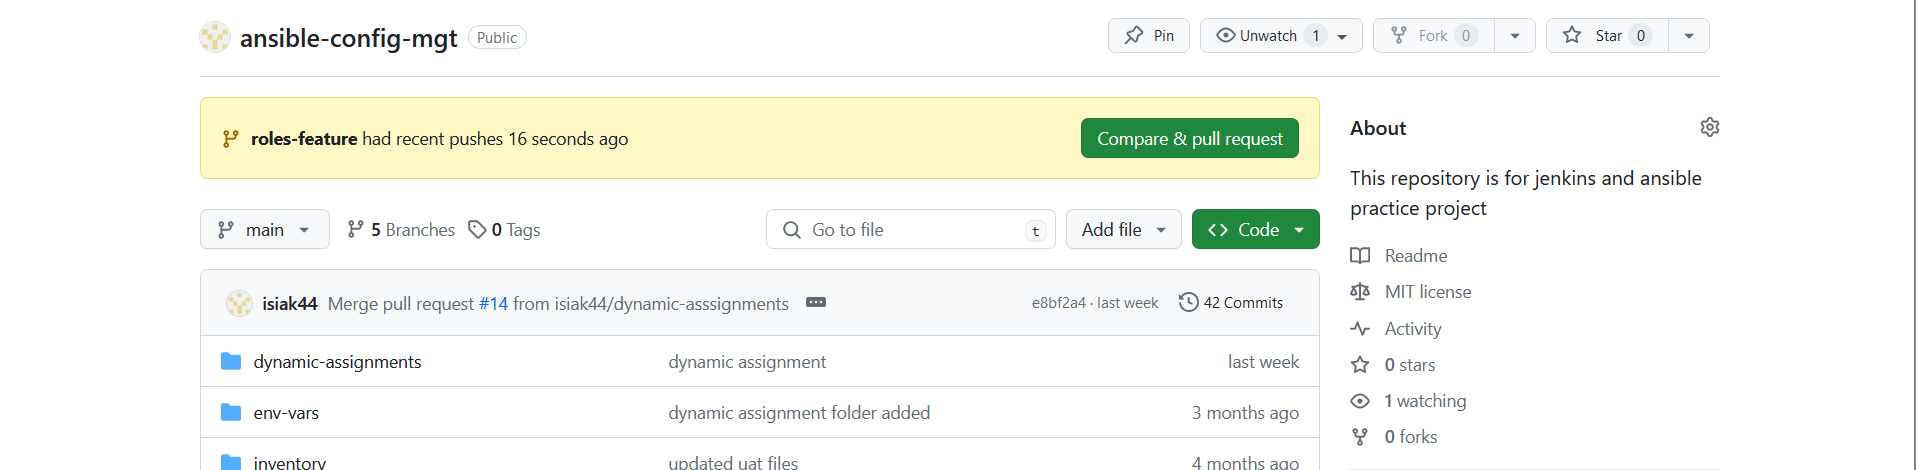 ansible-config-mgt Public Pin Unwatch 1 Fork 0 Star 0
roles-feature had recent pushes 16 seconds ago Compare & pull request
main 5 Branches 0 Tags Go to file t Add file Code
isiak44 Merge pull request #14 from isiak44/dynamic-asssignments e8bf2a4 · last week 42 Commits
dynamic-assignments dynamic assignment last week
env-vars dynamic assignment folder added 3 months ago
inventory updated uat files 4 months ago
About
This repository is for jenkins and ansible
practice project
Readme
MIT license
Activity
0 stars
1 watching
0 forks